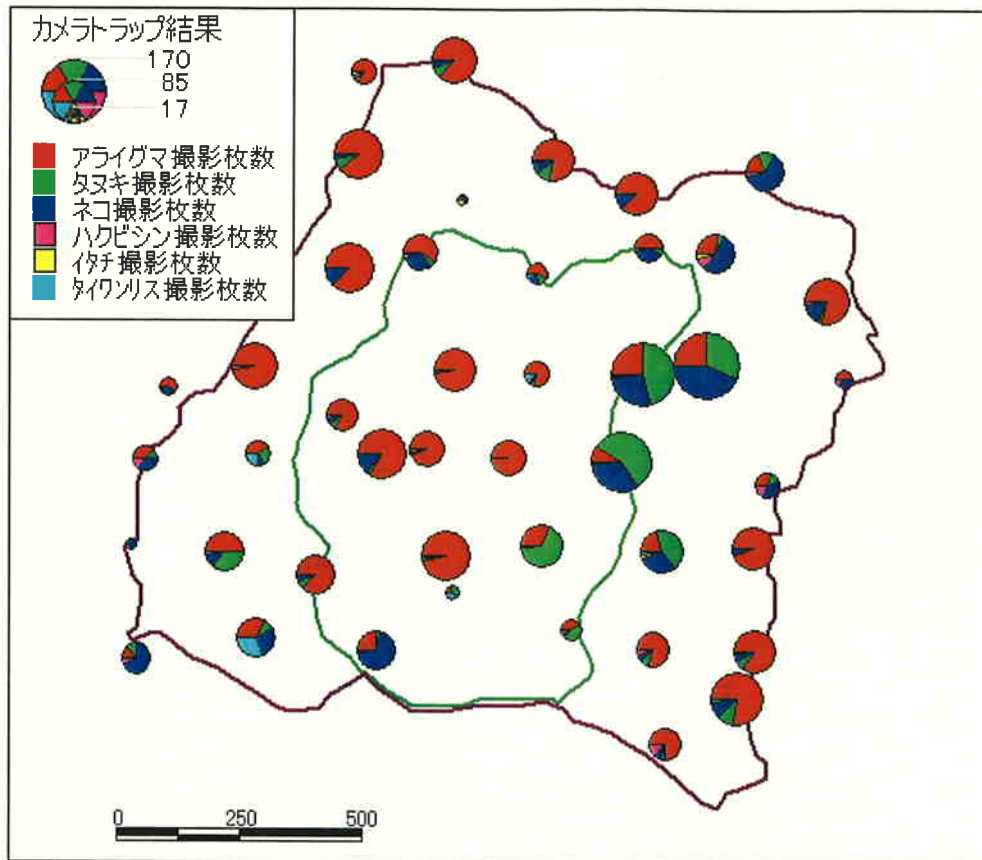 カメラトラップ結果
170
85
17
アライグマ撮影枚数
タヌキ撮影枚数
ネコ撮影枚数
ハクビシン撮影枚数
イタチ撮影枚数
タイワンリス撮影枚数
0 250 500